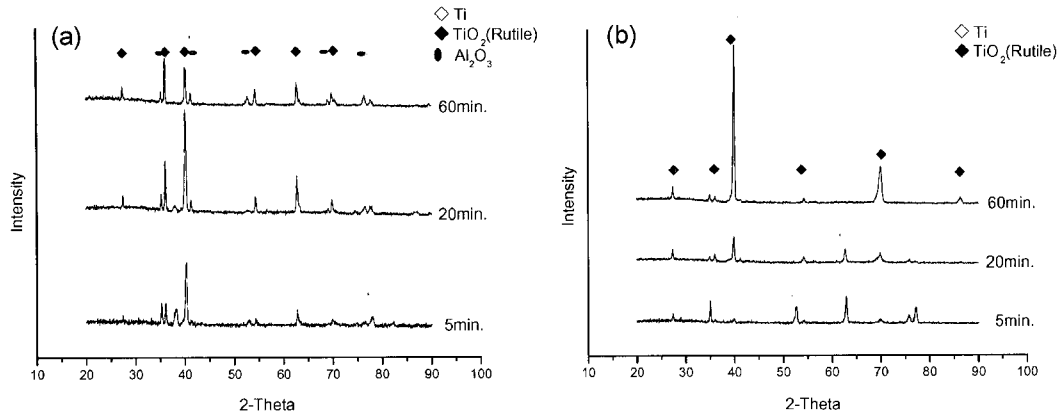 (a)
Ti
TiO2(Rutile)
Al2O3
60min.
20min.
5min.
Intensity
10 20 30 40 50 60 70 80 90 100
2-Theta
(b)
Ti
TiO2(Rutile)
60min.
20min.
5min.
Intensity
10 20 30 40 50 60 70 80 90 100
2-Theta